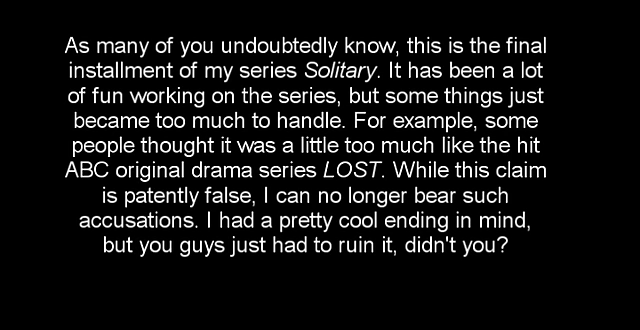 As many of you undoubtedly know, this is the final
installment of my series Solitary. It has been a lot
of fun working on the series, but some things just
became too much to handle. For example, some
people thought it was a little too much like the hit
ABC original drama series LOST. While this claim
is patently false, I can no longer bear such
accusations. I had a pretty cool ending in mind,
but you guys just had to ruin it, didn't you?